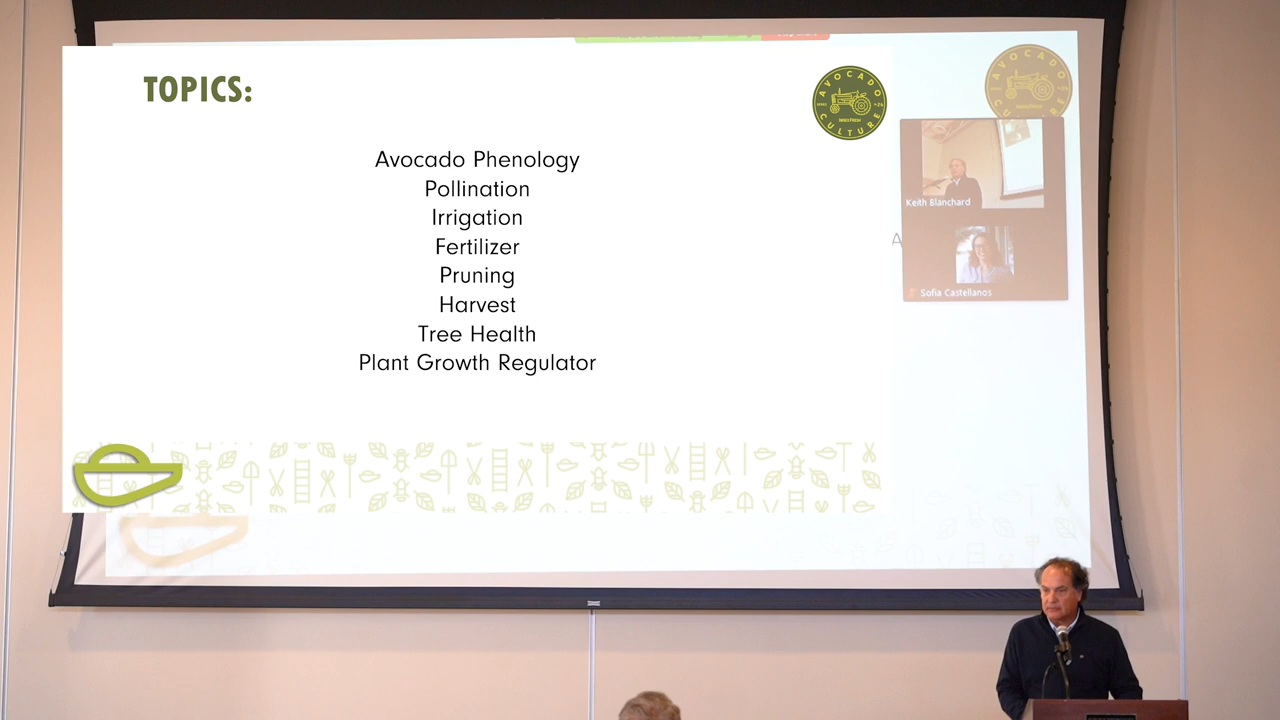 TOPICS:
AVOCADO
CULTURE
Avocado Phenology
Pollination
Irrigation
Fertilizer
Pruning
Harvest
Tree Health
Plant Growth Regulator
Keith Blanchard
A
Sofia Castellanos